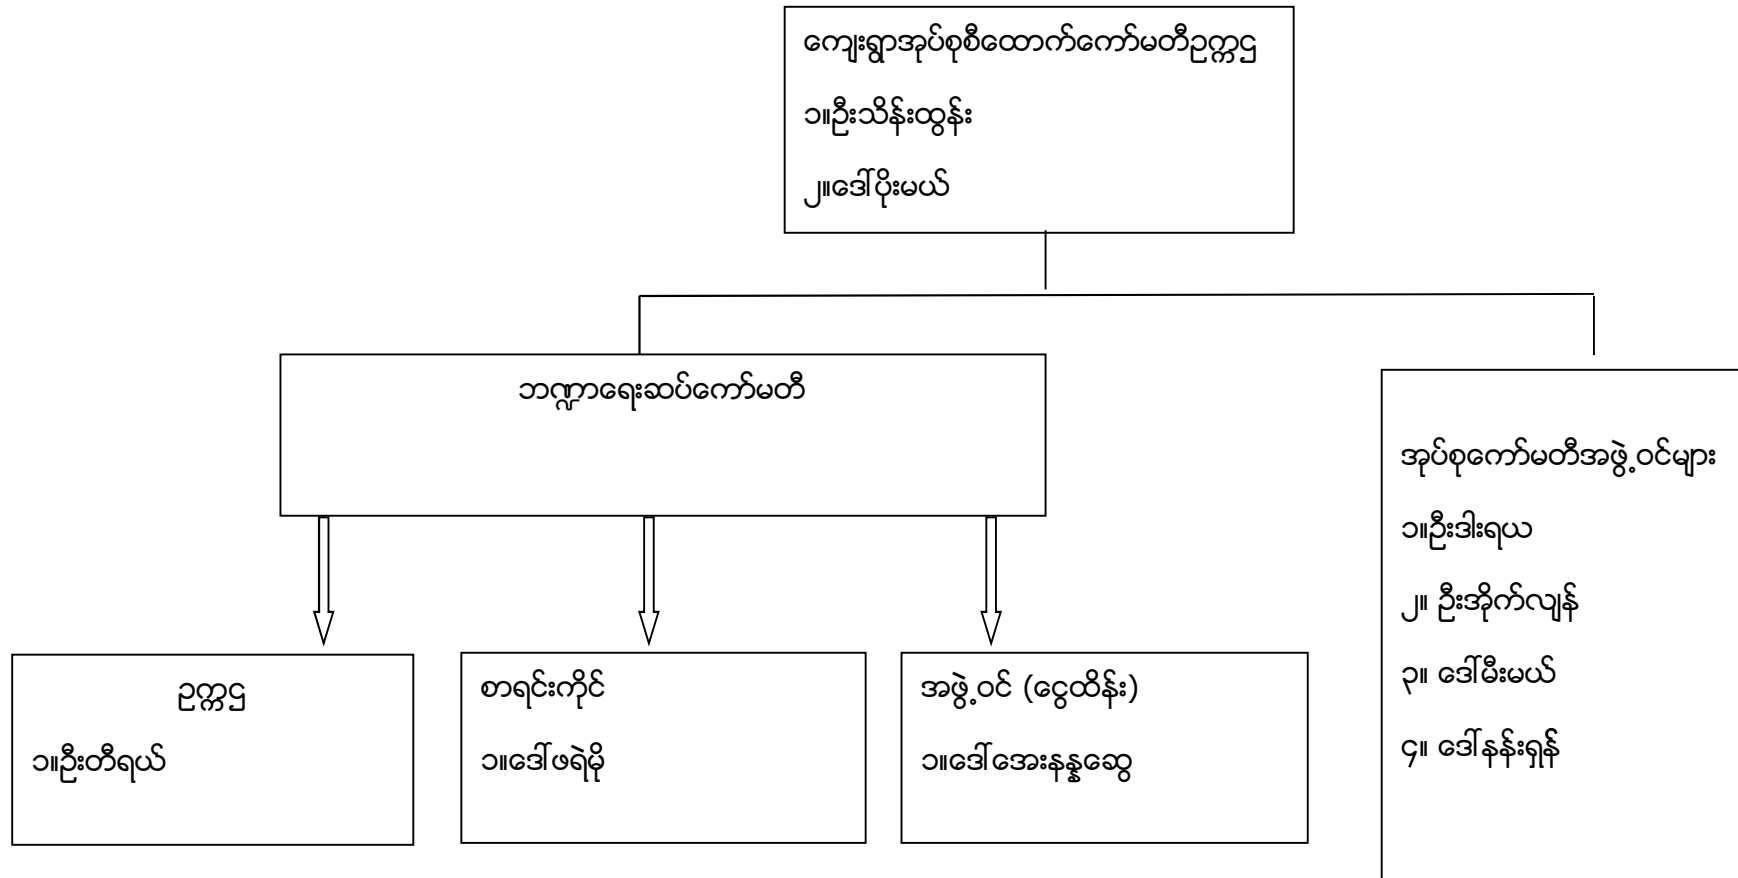 ကျေးရွာအုပ်စုစီထောက်ကော်မတီဥက္ကဌ
၁။ဦးသိန်းထွန်း
၂။ဒေါ်ပိုးမယ်
ဘဏ္ဍာရေးဆပ်ကော်မတီ
အုပ်စုကော်မတီအဖွဲ့ဝင်များ
၁။ဦးဒါးရယ
၂။ ဦးအိုက်လျန်
၃။ ဒေါ်မီးမယ်
၄။ ဒေါ်နန်းရှန်
ဥက္ကဌ
၁။ဦးတီရယ်
စာရင်းကိုင်
၁။ဒေါ်ဖရဲမို
အဖွဲ့ဝင် (ငွေထိန်း)
၁။ဒေါ်အေးနန္ဒဆွေ